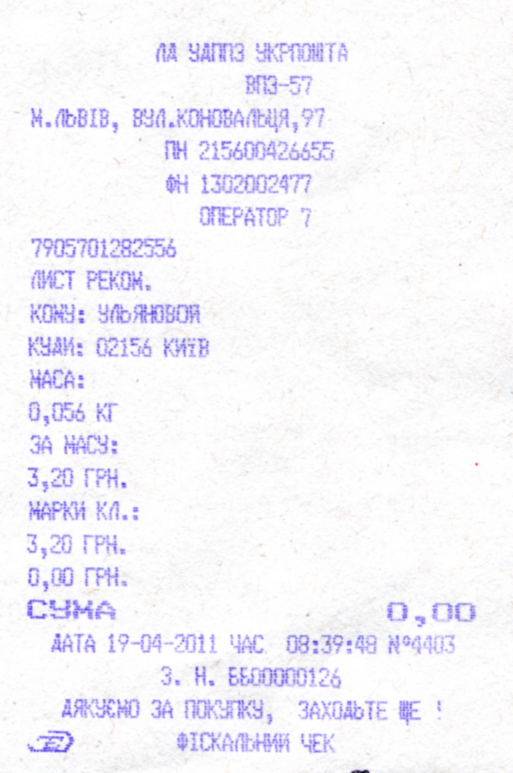 ЛД УДППЗ УКРПОШТА
ВПЗ-57
М.ЛЬВІВ, ВУЛ.КОНОВАЛЬЦЯ,97
ПН 215600426655
ФН 1302002477
ОПЕРАТОР 7
7905701282556
ЛИСТ РЕКОМ.
КОМУ: УЛЬЯНОВОЙ
КУДИ: 02156 КИЇВ
МАСА:
0,056 КГ
ЗА МАСУ:
3,20 ГРН.
МАРКИ КЛ.:
3,20 ГРН.
0,00 ГРН.
СУМА 0,00
ДАТА 19-04-2011 ЧАС 08:39:48 №4403
З. Н. ББ00000126
ДЯКУЄМО ЗА ПОКУПКУ, ЗАХОДЬТЕ ЩЕ !
ФІСКАЛЬНИЙ ЧЕК